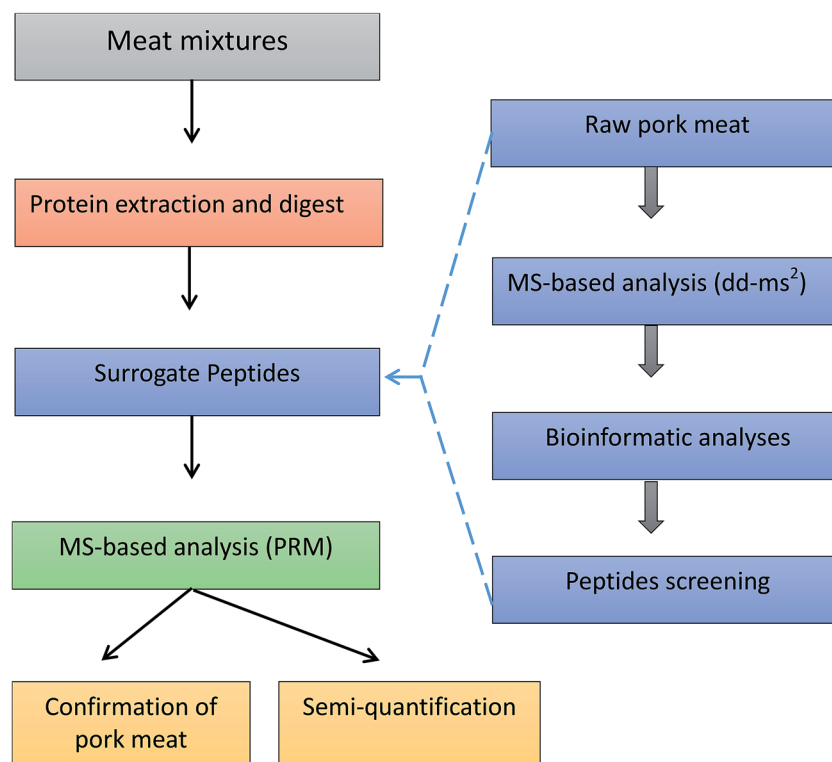 Meat mixtures
Protein extraction and digest
Surrogate Peptides
MS-based analysis (PRM)
Confirmation of
pork meat
Semi-quantification
Raw pork meat
MS-based analysis (dd-ms²)
Bioinformatic analyses
Peptides screening